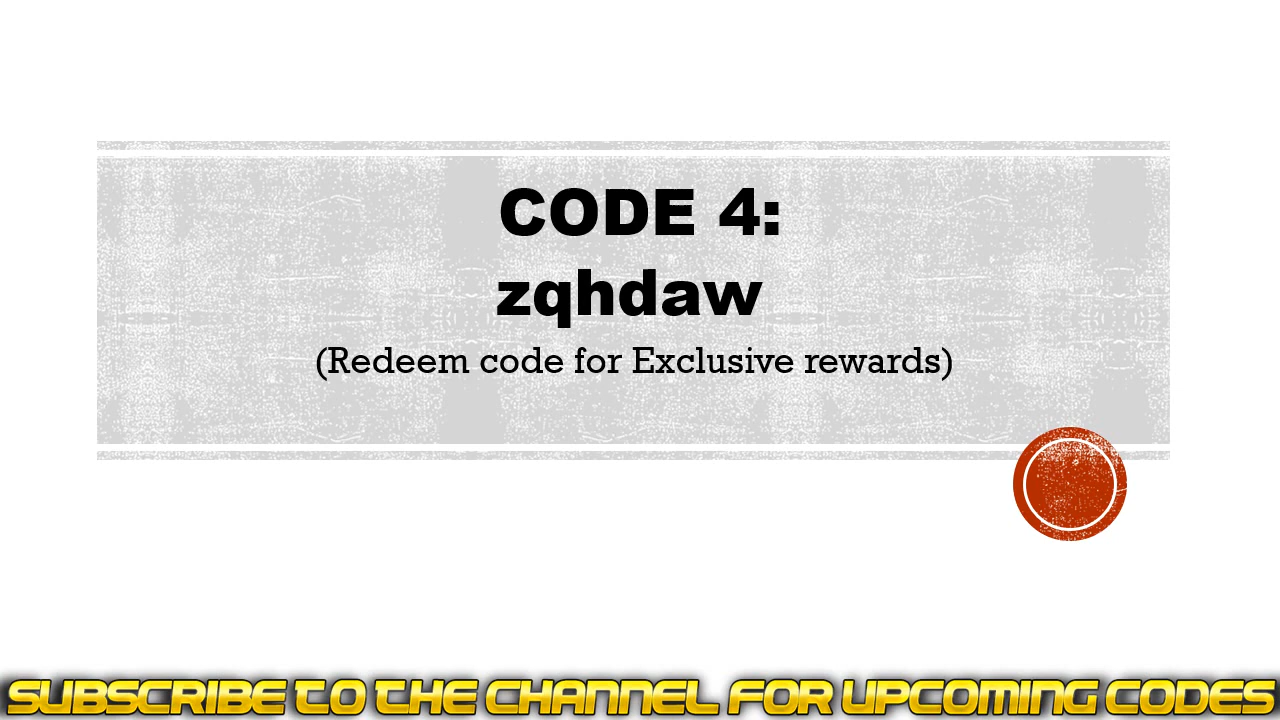 CODE 4:
zqhdaw
(Redeem code for Exclusive rewards)
SUBSCRIBE TO THE CHANNEL FOR UPCOMING CODES